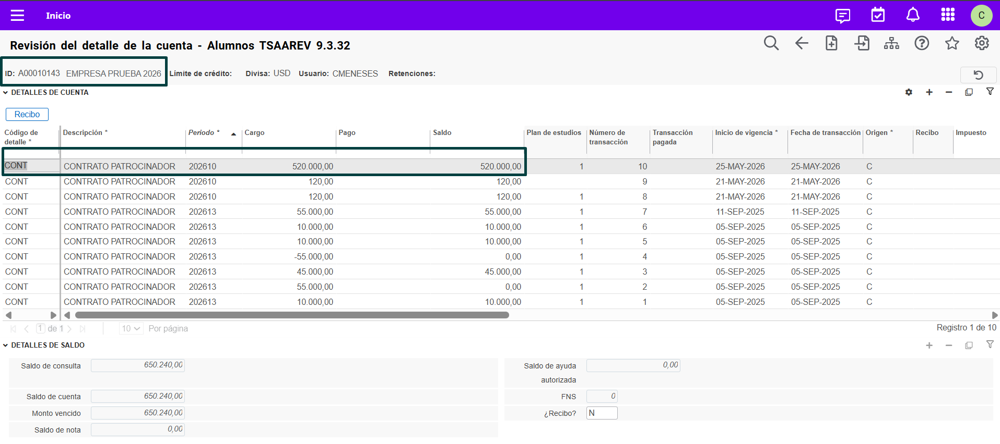 Inicio
C
Revisión del detalle de la cuenta - Alumnos TSAAREV 9.3.32
ID: A00010143 EMPRESA PRUEBA 2026 Límite de crédito: Divisa: USD Usuario: CMENESES Retenciones:
DETALLES DE CUENTA
Recibo
Código de detalle * Descripción * Periodo * Cargo Pago Saldo Plan de estudios Número de transacción Transacción pagada Inicio de vigencia * Fecha de transacción Origen * Recibo Impuesto
CONT CONTRATO PATROCINADOR 202610 520.000,00 520.000,00 1 10 25-MAY-2026 25-MAY-2026 C
CONT CONTRATO PATROCINADOR 202610 120,00 120,00 9 21-MAY-2026 21-MAY-2026 C
CONT CONTRATO PATROCINADOR 202610 120,00 120,00 1 8 21-MAY-2026 21-MAY-2026 C
CONT CONTRATO PATROCINADOR 202613 55.000,00 55.000,00 1 7 11-SEP-2025 11-SEP-2025 C
CONT CONTRATO PATROCINADOR 202613 10.000,00 10.000,00 1 6 05-SEP-2025 05-SEP-2025 C
CONT CONTRATO PATROCINADOR 202613 10.000,00 10.000,00 1 5 05-SEP-2025 05-SEP-2025 C
CONT CONTRATO PATROCINADOR 202613 -55.000,00 0,00 1 4 05-SEP-2025 05-SEP-2025 C
CONT CONTRATO PATROCINADOR 202613 45.000,00 45.000,00 1 3 05-SEP-2025 05-SEP-2025 C
CONT CONTRATO PATROCINADOR 202613 55.000,00 0,00 1 2 05-SEP-2025 05-SEP-2025 C
CONT CONTRATO PATROCINADOR 202613 10.000,00 10.000,00 1 1 05-SEP-2025 05-SEP-2025 C
1 de 1 10 Por página Registro 1 de 10
DETALLES DE SALDO
Saldo de consulta 650.240,00 Saldo de ayuda autorizada 0,00
Saldo de cuenta 650.240,00 FNS 0
Monto vencido 650.240,00 ¿Recibo? N
Saldo de nota 0,00